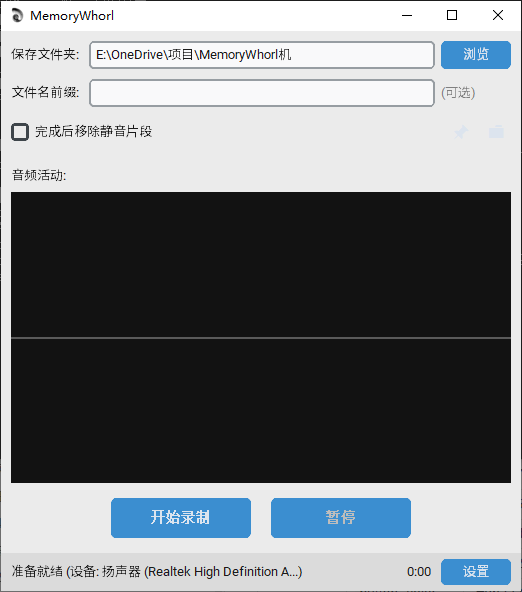 MemoryWhorl
保存文件夹: E:\OneDrive\项目\MemoryWhorl机 浏览
文件名前缀: (可选)
完成后移除静音片段
音频活动:
开始录制 暂停
准备就绪 (设备: 扬声器 (Realtek High Definition A...) 0:00 设置